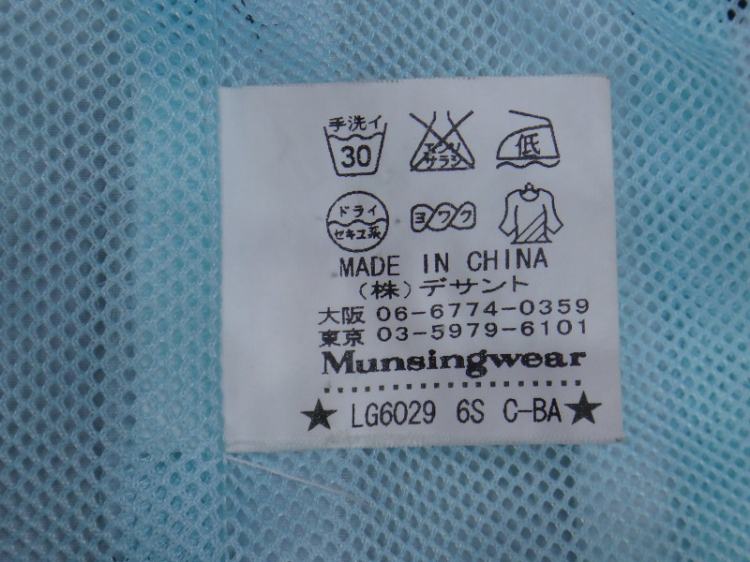 手洗イ
30
エンソ
サラシ
低
ドライ
セキユ系
ヨワク
MADE IN CHINA
(株)デサント
大阪 06-6774-0359
東京 03-5979-6101
Munsingwear
★ LG6029 6S C-BA★